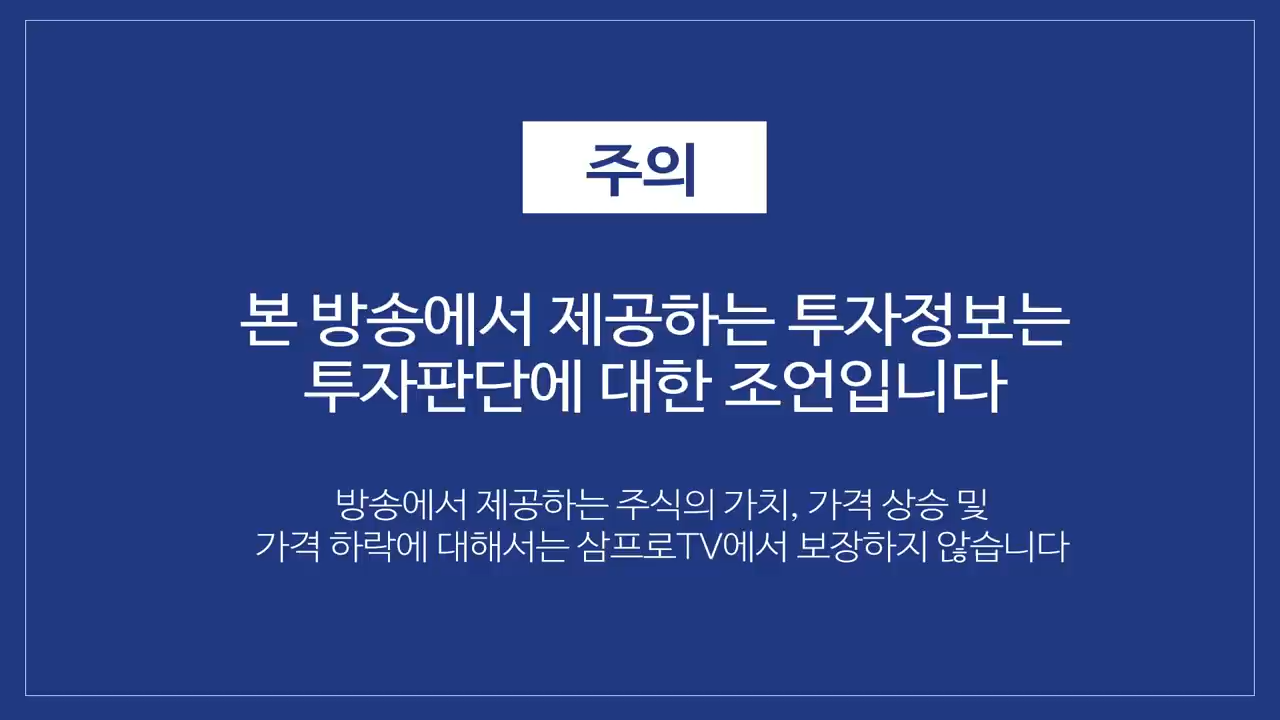 주의
본 방송에서 제공하는 투자정보는
투자판단에 대한 조언입니다
방송에서 제공하는 주식의 가치, 가격 상승 및
가격 하락에 대해서는 삼프로TV에서 보장하지 않습니다